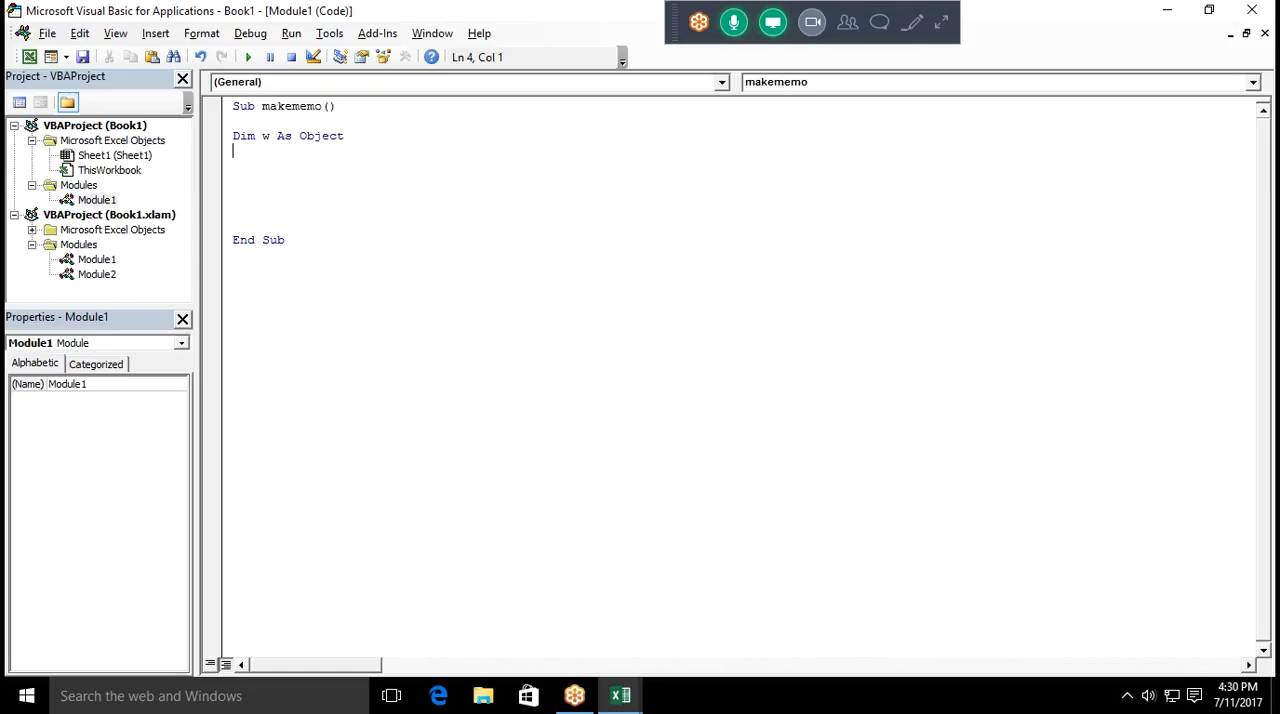 Microsoft Visual Basic for Applications - Book1 - [Module1 (Code)]
File Edit View Insert Format Debug Run Tools Add-Ins Window Help
Ln 4, Col 1
Project - VBAProject
(General)
makememo
VBAProject (Book1)
Microsoft Excel Objects
Sheet1 (Sheet1)
ThisWorkbook
Modules
Module1
VBAProject (Book1.xlam)
Microsoft Excel Objects
Modules
Module1
Module2
Sub makememo()
Dim w As Object
End Sub
Properties - Module1
Module1 Module
Alphabetic Categorized
(Name) Module1
Search the web and Windows
4:30 PM
7/11/2017